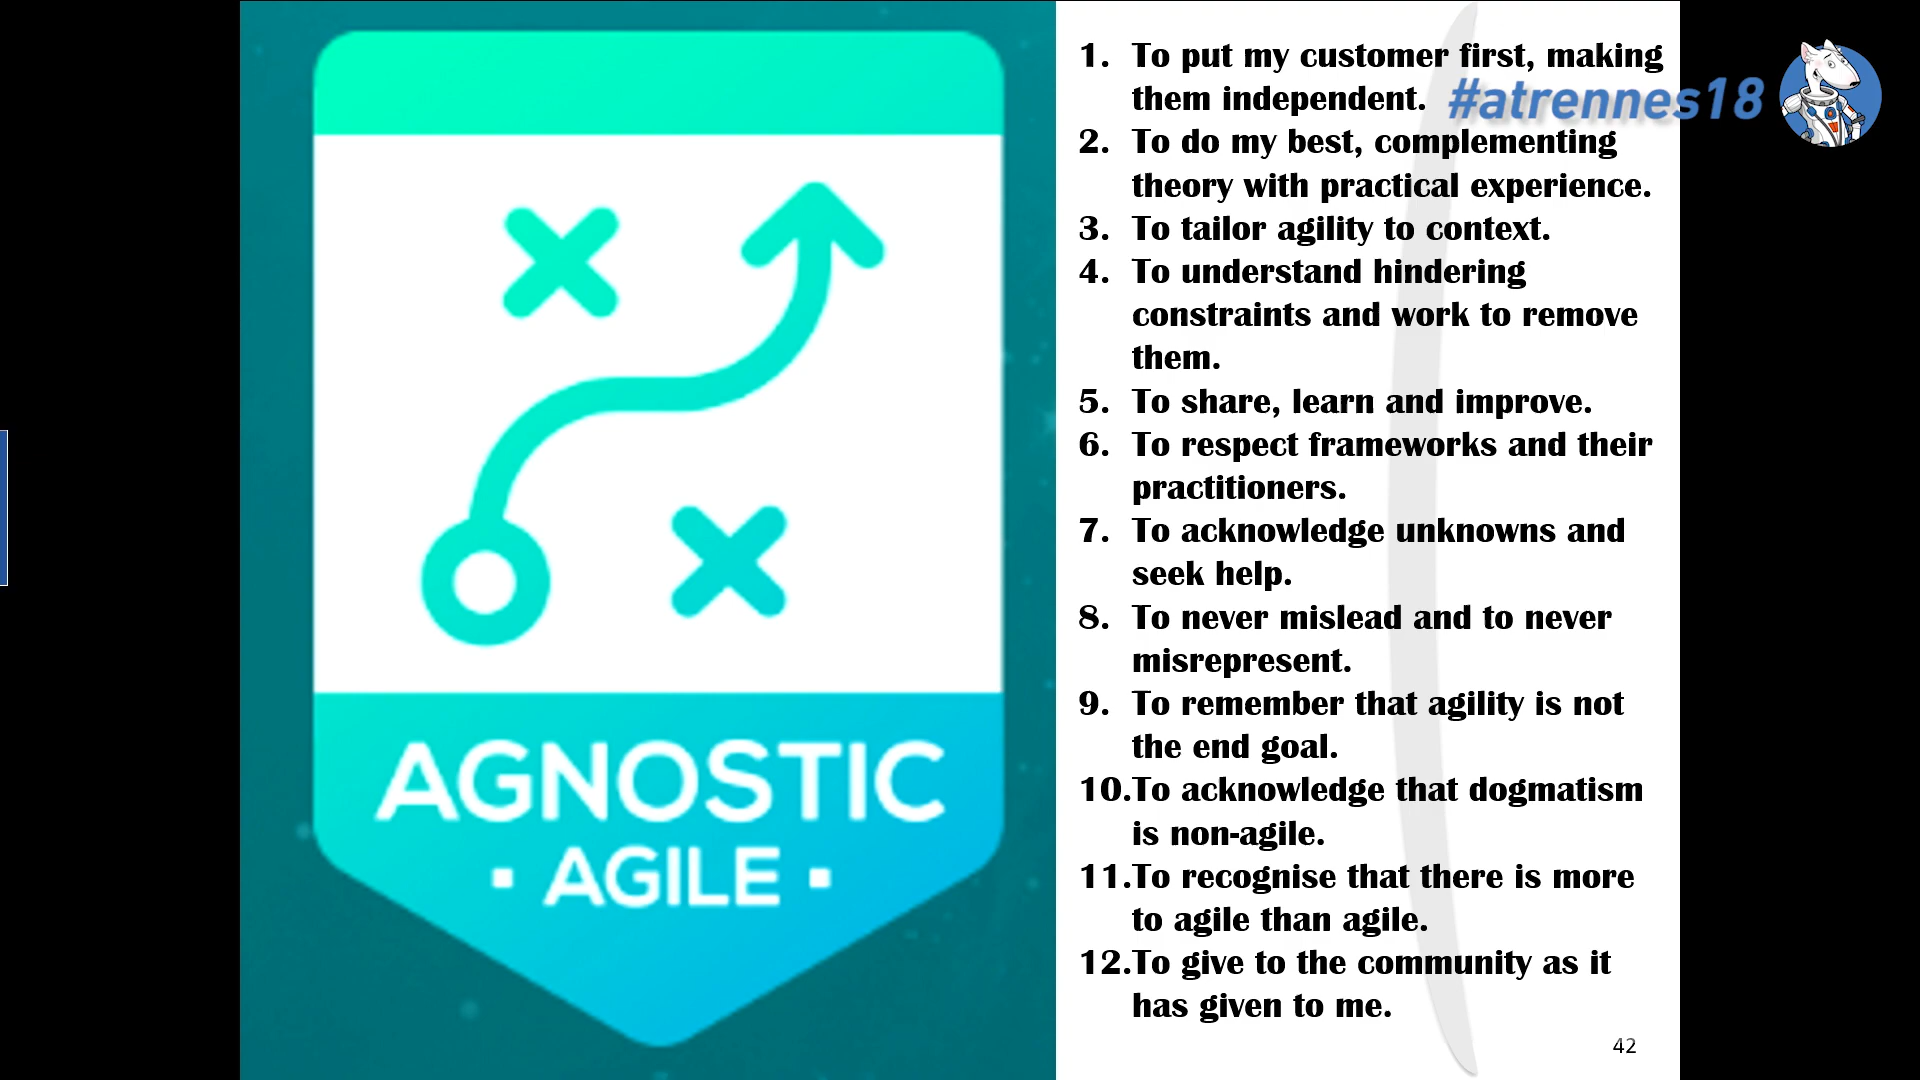 AGNOSTIC
· AGILE ·
1. To put my customer first, making
them independent.
2. To do my best, complementing
theory with practical experience.
3. To tailor agility to context.
4. To understand hindering
constraints and work to remove
them.
5. To share, learn and improve.
6. To respect frameworks and their
practitioners.
7. To acknowledge unknowns and
seek help.
8. To never mislead and to never
misrepresent.
9. To remember that agility is not
the end goal.
10.To acknowledge that dogmatism
is non-agile.
11.To recognise that there is more
to agile than agile.
12.To give to the community as it
has given to me.
42
#atrennes18